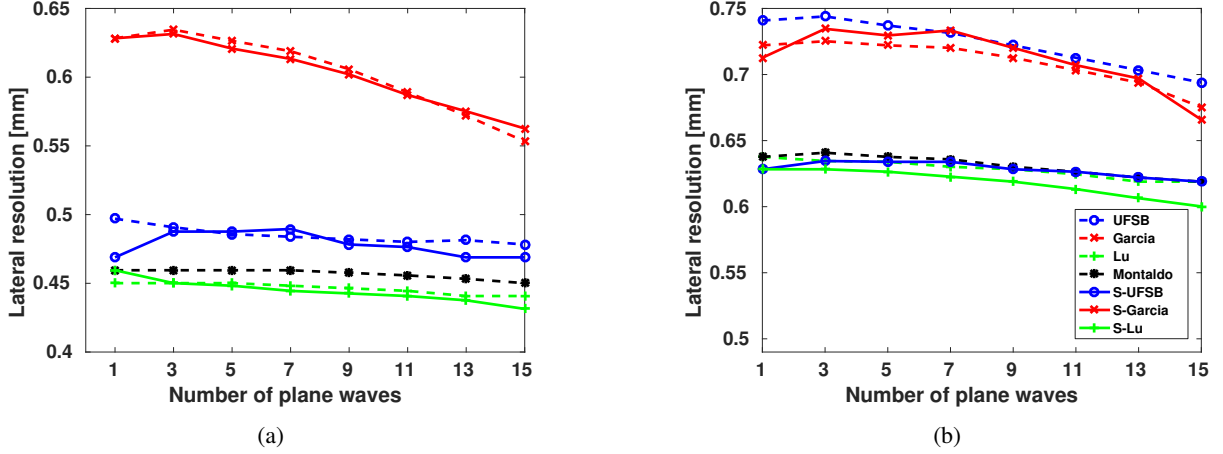 0.65
0.6
0.55
0.5
0.45
0.4
Lateral resolution [mm]
1 3 5 7 9 11 13 15
Number of plane waves
(a)
0.75
0.7
0.65
0.6
0.55
0.5
Lateral resolution [mm]
UFSB
Garcia
Lu
Montaldo
S-UFSB
S-Garcia
S-Lu
1 3 5 7 9 11 13 15
Number of plane waves
(b)